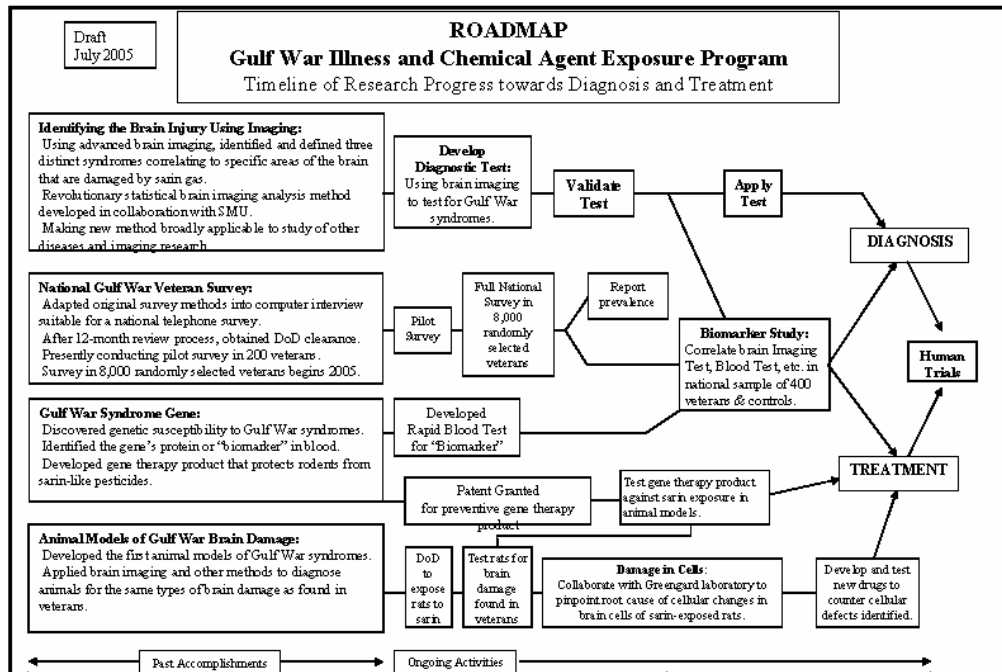 Draft
July 2005
ROADMAP
Gulf War Illness and Chemical Agent Exposure Program
Timeline of Research Progress towards Diagnosis and Treatment
Identifying the Brain Injury Using Imaging:
Using advanced brain imaging, identified and defined three
distinct syndromes correlating to specific areas of the brain
that are damaged by sarin gas.
Revolutionary statistical brain imaging analysis method
developed in collaboration with SMU.
Making new method broadly applicable to study of other
diseases and imaging research
Develop
Diagnostic Test:
Using brain imaging
to test for Gulf War
syndromes.
Validate
Test
Apply
Test
DIAGNOSIS
National Gulf War Veteran Survey:
Adapted original survey methods into computer interview
suitable for a national telephone survey.
After 12-month review process, obtained DoD clearance.
Presently conducting pilot survey in 200 veterans.
Survey in 8,000 randomly selected veterans begins 2005.
Pilot
Survey
Full National
Survey in
8,000
randomly
selected
veterans
Report
prevalence
Biomarker Study:
Correlate brain Imaging
Test, Blood Test, etc. in
national sample of 400
veterans & controls.
Human
Trials
Gulf War Syndrome Gene:
Discovered genetic susceptibility to Gulf War syndromes.
Identified the gene's protein or "biomarker" in blood.
Developed gene therapy product that protects rodents from
sarin-like pesticides.
Developed
Rapid Blood Test
for "Biomarker"
TREATMENT
Patent Granted
for preventive gene therapy
product
Test gene therapy product
against sarin exposure in
animal models.
Animal Models of Gulf War Brain Damage:
Developed the first animal models of Gulf War syndromes.
Applied brain imaging and other methods to diagnose
animals for the same types of brain damage as found in
veterans.
DoD
to
expose
rats to
sarin
Test rats for
brain
damage
found in
veterans
Damage in Cells:
Collaborate with Greengard laboratory to
pinpoint root cause of cellular changes in
brain cells of sarin-exposed rats.
Develop and test
new drugs to
counter cellular
defects identified.
Past Accomplishments
Ongoing Activities